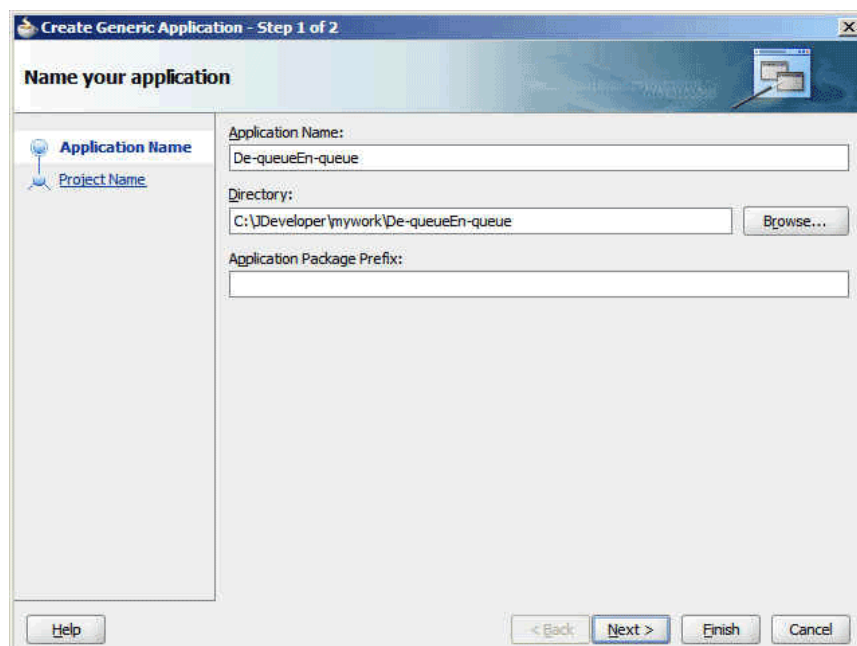 Create Generic Application - Step 1 of 2
Name your application
Application Name
Project Name
Application Name:
De-queueEn-queue
Directory:
C:\JDeveloper\mywork\De-queueEn-queue
Browse...
Application Package Prefix:
Help
< Back
Next >
Finish
Cancel